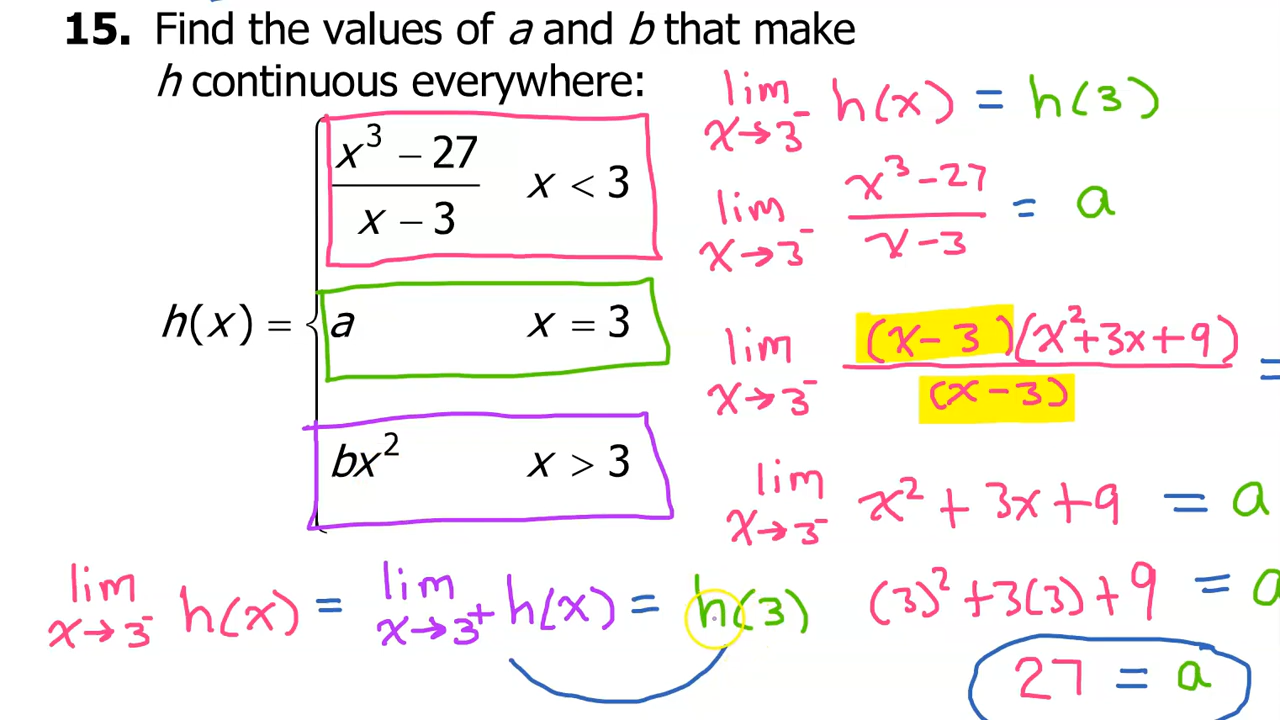 15. Find the values of a and b that make
h continuous everywhere:
h(x) = {
x³ − 27
x − 3
x < 3
a x = 3
bx² x > 3
lim x→3⁻ h(x) = h(3)
lim x→3⁻ x³ − 27 / x − 3 = a
lim x→3⁻ (x − 3)(x² + 3x + 9) / (x − 3) =
lim x→3⁻ x² + 3x + 9 = a
(3)² + 3(3) + 9 = a
27 = a
lim x→3⁻ h(x) = lim x→3⁺ h(x) = h(3)